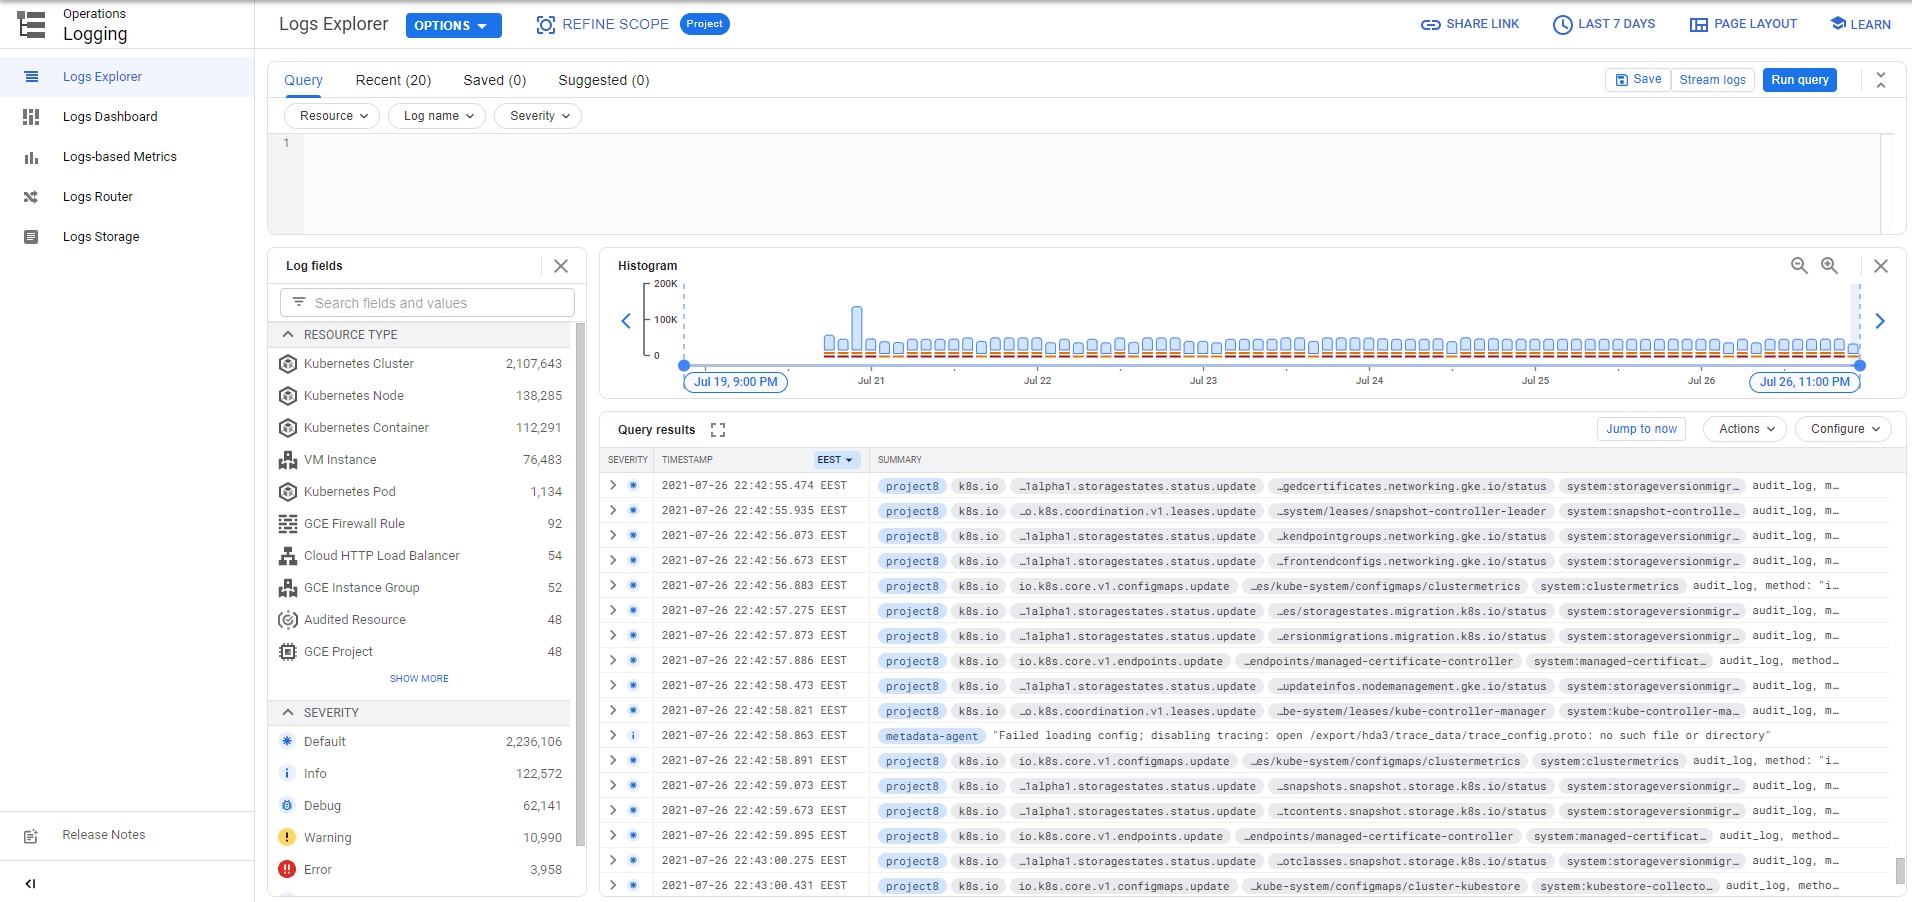 Operations
Logging
Logs Explorer
Logs Dashboard
Logs-based Metrics
Logs Router
Logs Storage
Release Notes
Logs Explorer OPTIONS REFINE SCOPE Project SHARE LINK LAST 7 DAYS PAGE LAYOUT LEARN
Query Recent (20) Saved (0) Suggested (0) Save Stream logs Run query
Resource Log name Severity
1
Log fields
Search fields and values
RESOURCE TYPE
Kubernetes Cluster 2,107,643
Kubernetes Node 138,285
Kubernetes Container 112,291
VM Instance 76,483
Kubernetes Pod 1,134
GCE Firewall Rule 92
Cloud HTTP Load Balancer 54
GCE Instance Group 52
Audited Resource 48
GCE Project 48
SHOW MORE
SEVERITY
Default 2,236,106
Info 122,572
Debug 62,141
Warning 10,990
Error 3,958
Histogram
200K
100K
0
Jul 19, 9:00 PM Jul 21 Jul 22 Jul 23 Jul 24 Jul 25 Jul 26 Jul 26, 11:00 PM
Query results Jump to now Actions Configure
SEVERITY TIMESTAMP EEST SUMMARY
2021-07-26 22:42:55.474 EEST project8 k8s.io …1alpha1.storagestates.status.update …gedcertificates.networking.gke.io/status system:storageversionmigr… audit_log, m…
2021-07-26 22:42:55.935 EEST project8 k8s.io …o.k8s.coordination.v1.leases.update …system/leases/snapshot-controller-leader system:snapshot-controlle… audit_log, m…
2021-07-26 22:42:56.073 EEST project8 k8s.io …1alpha1.storagestates.status.update …kendpointgroups.networking.gke.io/status system:storageversionmigr… audit_log, m…
2021-07-26 22:42:56.673 EEST project8 k8s.io …1alpha1.storagestates.status.update …frontendconfigs.networking.gke.io/status system:storageversionmigr… audit_log, m…
2021-07-26 22:42:56.883 EEST project8 k8s.io io.k8s.core.v1.configmaps.update …es/kube-system/configmaps/clustermetrics system:clustermetrics audit_log, method: "i…
2021-07-26 22:42:57.275 EEST project8 k8s.io …1alpha1.storagestates.status.update …es/storagestates.migration.k8s.io/status system:storageversionmigr… audit_log, m…
2021-07-26 22:42:57.873 EEST project8 k8s.io …1alpha1.storagestates.status.update …ersionmigrations.migration.k8s.io/status system:storageversionmigr… audit_log, m…
2021-07-26 22:42:57.886 EEST project8 k8s.io io.k8s.core.v1.endpoints.update …endpoints/managed-certificate-controller system:managed-certificat… audit_log, method…
2021-07-26 22:42:58.473 EEST project8 k8s.io …1alpha1.storagestates.status.update …updateinfos.nodemanagement.gke.io/status system:storageversionmigr… audit_log, m…
2021-07-26 22:42:58.821 EEST project8 k8s.io …o.k8s.coordination.v1.leases.update …be-system/leases/kube-controller-manager system:kube-controller-ma… audit_log, m…
2021-07-26 22:42:58.863 EEST metadata-agent "Failed loading config; disabling tracing: open /export/hda3/trace_data/trace_config.proto: no such file or directory"
2021-07-26 22:42:58.891 EEST project8 k8s.io io.k8s.core.v1.configmaps.update …es/kube-system/configmaps/clustermetrics system:clustermetrics audit_log, method: "i…
2021-07-26 22:42:59.073 EEST project8 k8s.io …1alpha1.storagestates.status.update …snapshots.snapshot.storage.k8s.io/status system:storageversionmigr… audit_log, m…
2021-07-26 22:42:59.673 EEST project8 k8s.io …1alpha1.storagestates.status.update …tcontents.snapshot.storage.k8s.io/status system:storageversionmigr… audit_log, m…
2021-07-26 22:42:59.895 EEST project8 k8s.io io.k8s.core.v1.endpoints.update …endpoints/managed-certificate-controller system:managed-certificat… audit_log, method…
2021-07-26 22:43:00.275 EEST project8 k8s.io …1alpha1.storagestates.status.update …otclasses.snapshot.storage.k8s.io/status system:storageversionmigr… audit_log, m…
2021-07-26 22:43:00.431 EEST project8 k8s.io io.k8s.core.v1.configmaps.update …kube-system/configmaps/cluster-kubestore system:kubestore-collecto… audit_log, metho…